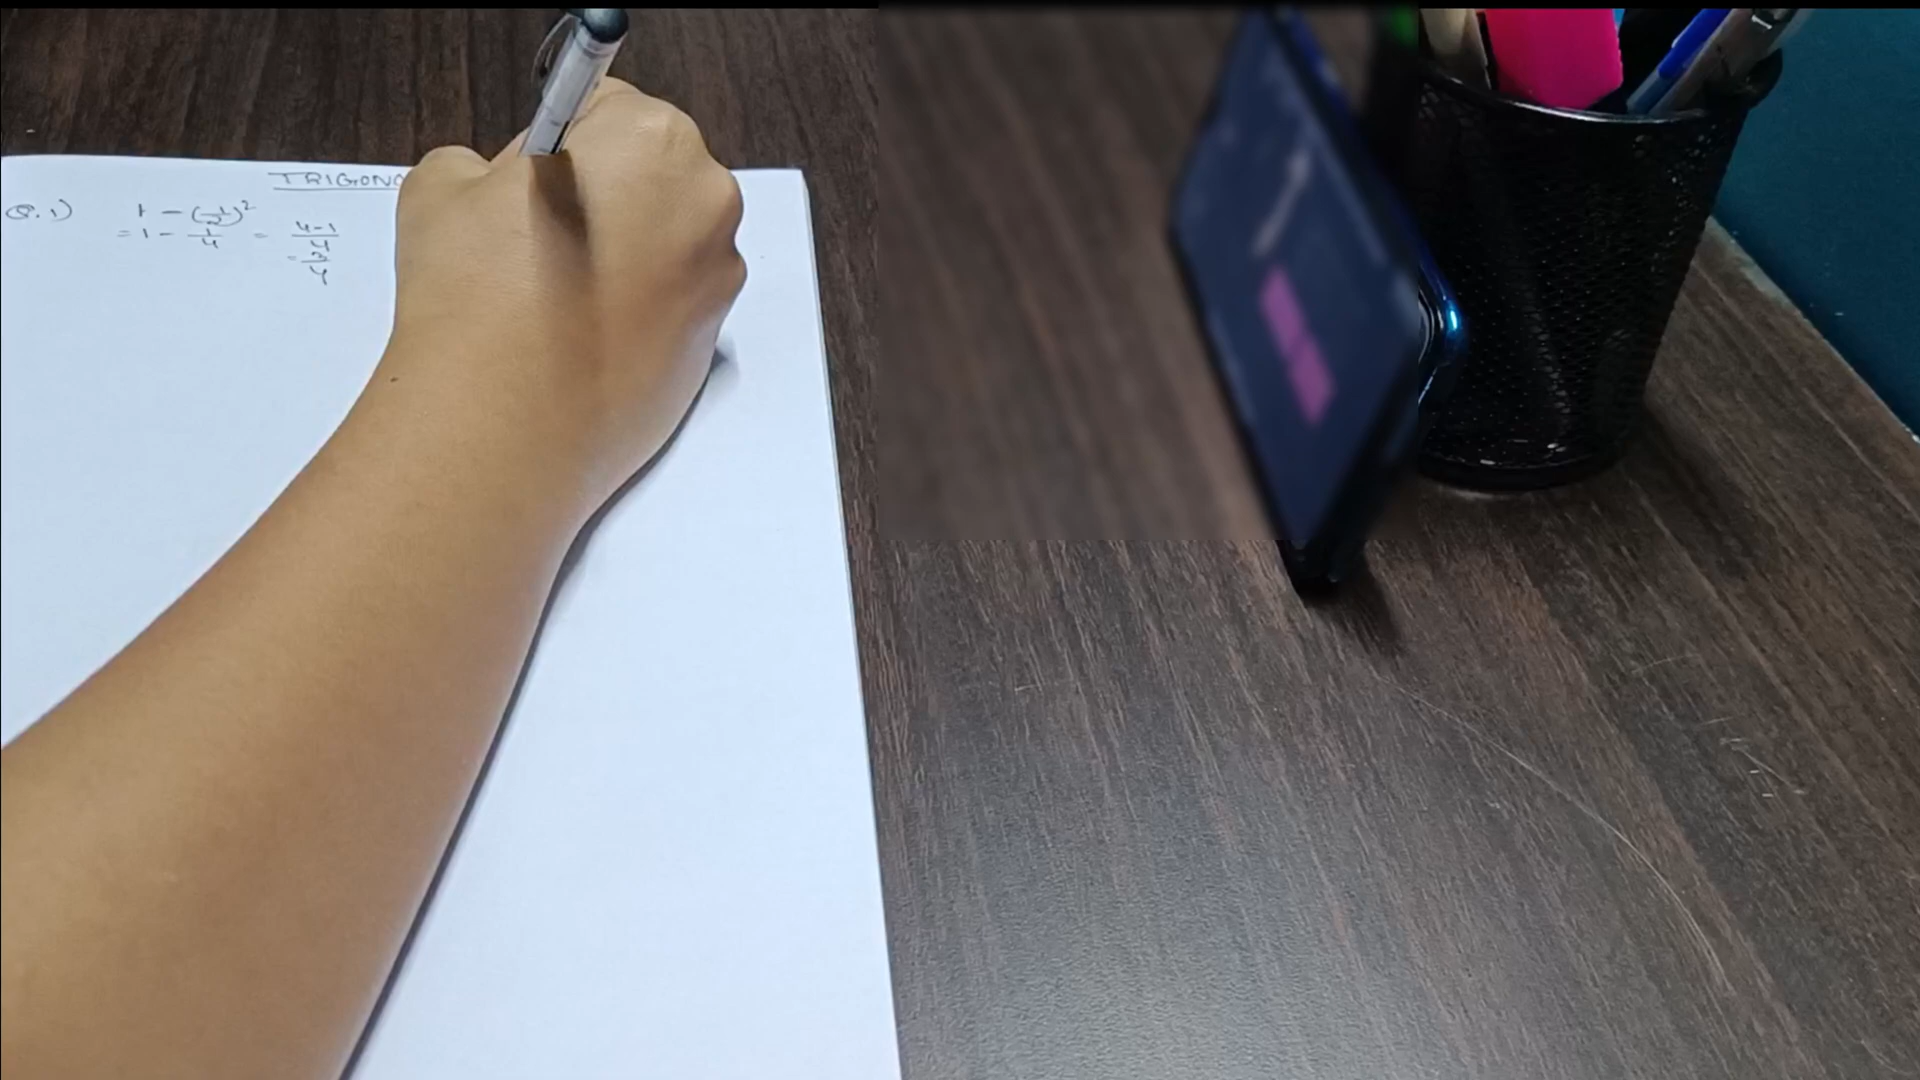 TRIGONO
Q.1) 1 - (1/2)²
= 1 - 1/4 = 4-1/4
= 3/4